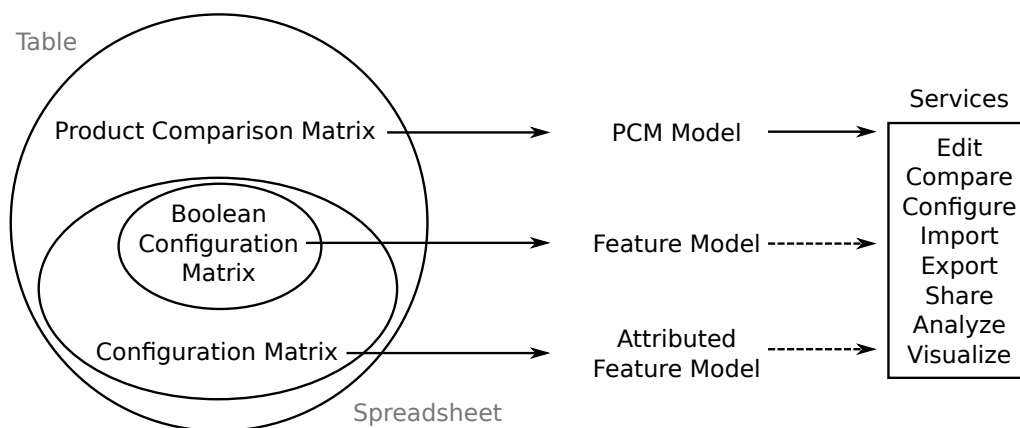 Table
Services
Product Comparison Matrix
PCM Model
Edit
Compare
Configure
Import
Export
Share
Analyze
Visualize
Boolean
Configuration
Matrix
Feature Model
Configuration Matrix
Attributed
Feature Model
Spreadsheet